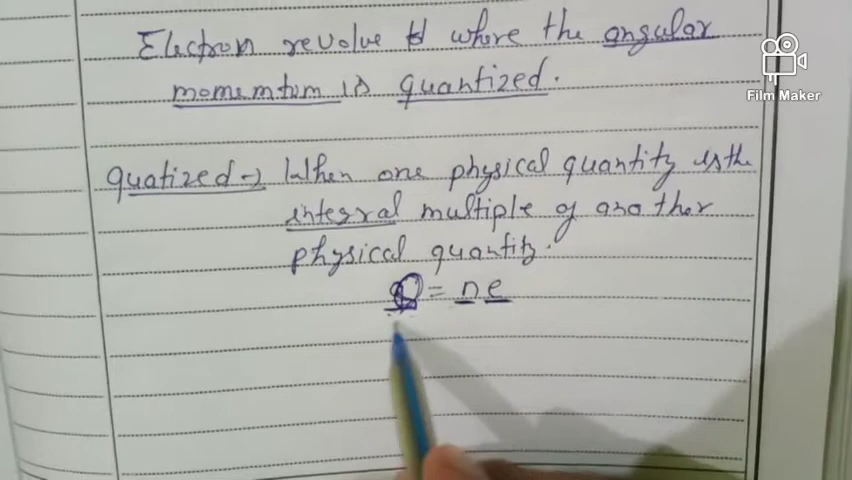 Electron revolve where the angular
momentum is quantized.
Film Maker
quatized → When one physical quantity is the
integral multiple of another
physical quantity.
Q = ne